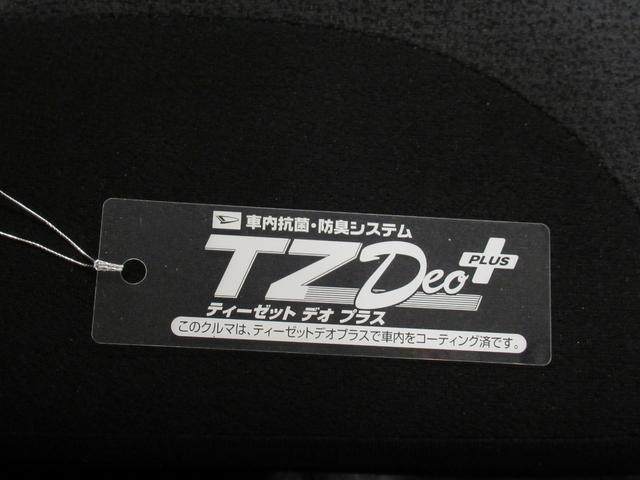 車内抗菌・防臭システム
TZ Deo PLUS
ティーゼット デオ プラス
このクルマは、ティーゼットデオプラスで車内をコーティング済です。